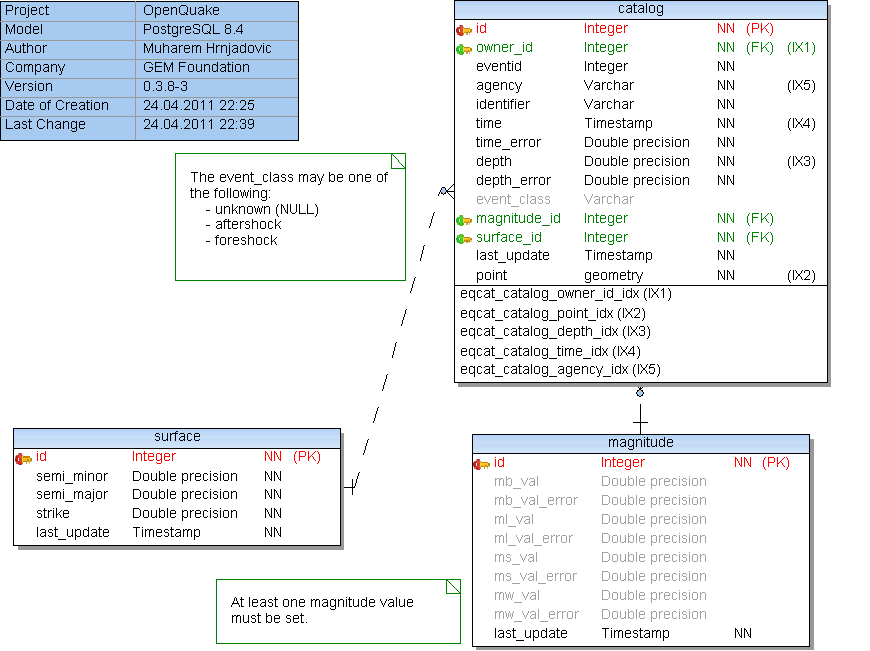 Project OpenQuake
Model PostgreSQL 8.4
Author Muharem Hrnjadovic
Company GEM Foundation
Version 0.3.8-3
Date of Creation 24.04.2011 22:25
Last Change 24.04.2011 22:39
The event_class may be one of
the following:
- unknown (NULL)
- aftershock
- foreshock
catalog
id Integer NN (PK)
owner_id Integer NN (FK) (IX1)
eventid Integer NN
agency Varchar NN (IX5)
identifier Varchar NN
time Timestamp NN (IX4)
time_error Double precision NN
depth Double precision NN (IX3)
depth_error Double precision NN
event_class Varchar
magnitude_id Integer NN (FK)
surface_id Integer NN (FK)
last_update Timestamp NN
point geometry NN (IX2)
eqcat_catalog_owner_id_idx (IX1)
eqcat_catalog_point_idx (IX2)
eqcat_catalog_depth_idx (IX3)
eqcat_catalog_time_idx (IX4)
eqcat_catalog_agency_idx (IX5)
surface
id Integer NN (PK)
semi_minor Double precision NN
semi_major Double precision NN
strike Double precision NN
last_update Timestamp NN
magnitude
id Integer NN (PK)
mb_val Double precision
mb_val_error Double precision
ml_val Double precision
ml_val_error Double precision
ms_val Double precision
ms_val_error Double precision
mw_val Double precision
mw_val_error Double precision
last_update Timestamp NN
At least one magnitude value
must be set.